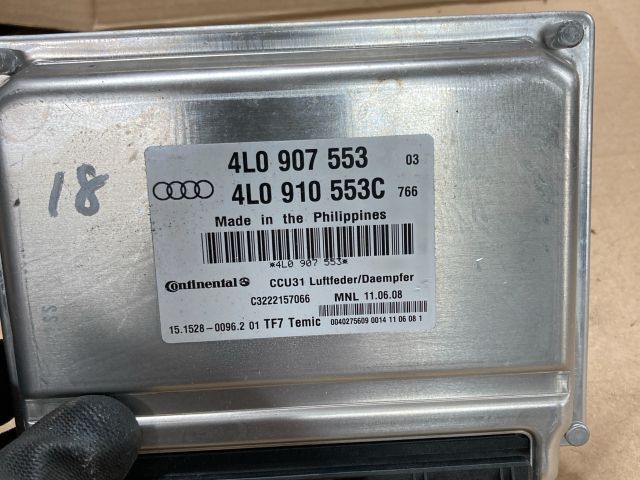 18
4L0 907 553 03
4L0 910 553C 766
Made in the Philippines
*4L0 907 553*
Continental CCU31 Luftfeder/Daempfer
C3222157066 MNL 11.06.08
15.1528-0096.2 01 TF7 Temic 0040275609 0014 11 06 08 1